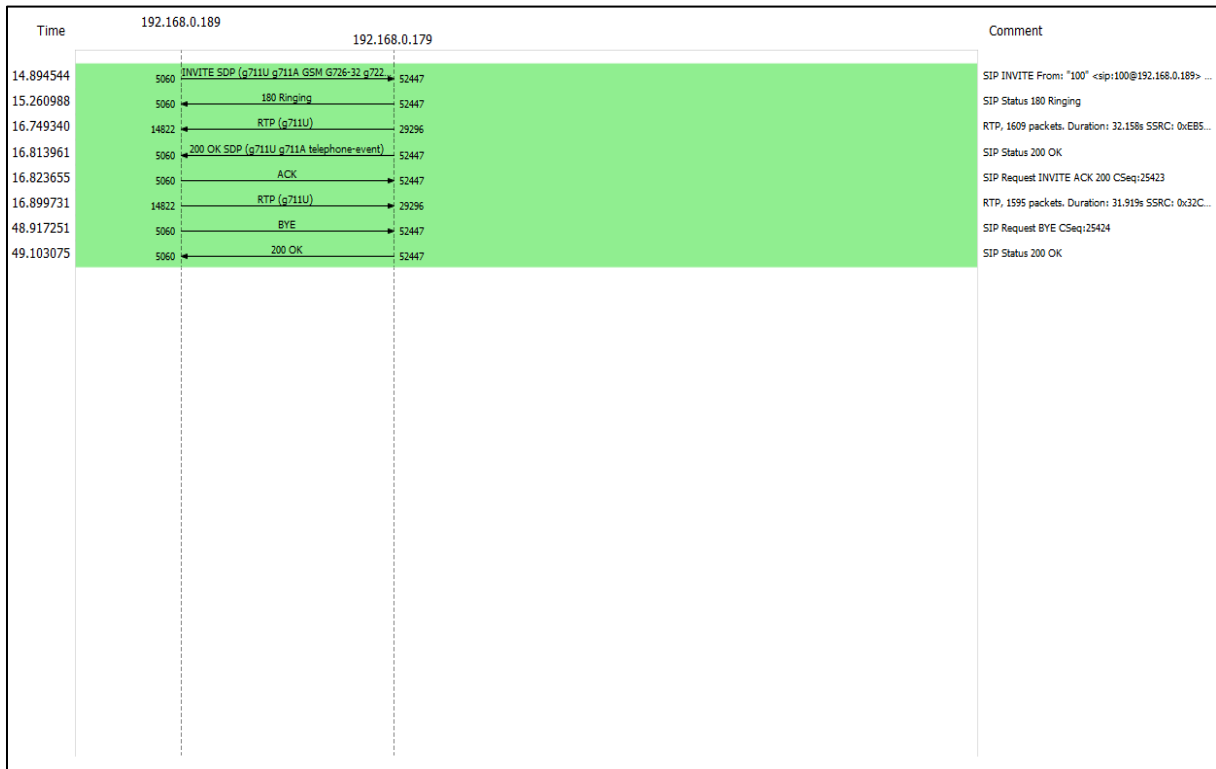 192.168.0.189
Time
192.168.0.179
Comment
14.894544 5060 INVITE SDP (g711U g711A GSM G726-32 g722... 52447 SIP INVITE From: "100" <sip:100@192.168.0.189> ...
15.260988 5060 180 Ringing 52447 SIP Status 180 Ringing
16.749340 14822 RTP (g711U) 29296 RTP, 1609 packets. Duration: 32.158s SSRC: 0xEB5...
16.813961 5060 200 OK SDP (g711U g711A telephone-event) 52447 SIP Status 200 OK
16.823655 5060 ACK 52447 SIP Request INVITE ACK 200 CSeq:25423
16.899731 14822 RTP (g711U) 29296 RTP, 1595 packets. Duration: 31.919s SSRC: 0x32C...
48.917251 5060 BYE 52447 SIP Request BYE CSeq:25424
49.103075 5060 200 OK 52447 SIP Status 200 OK